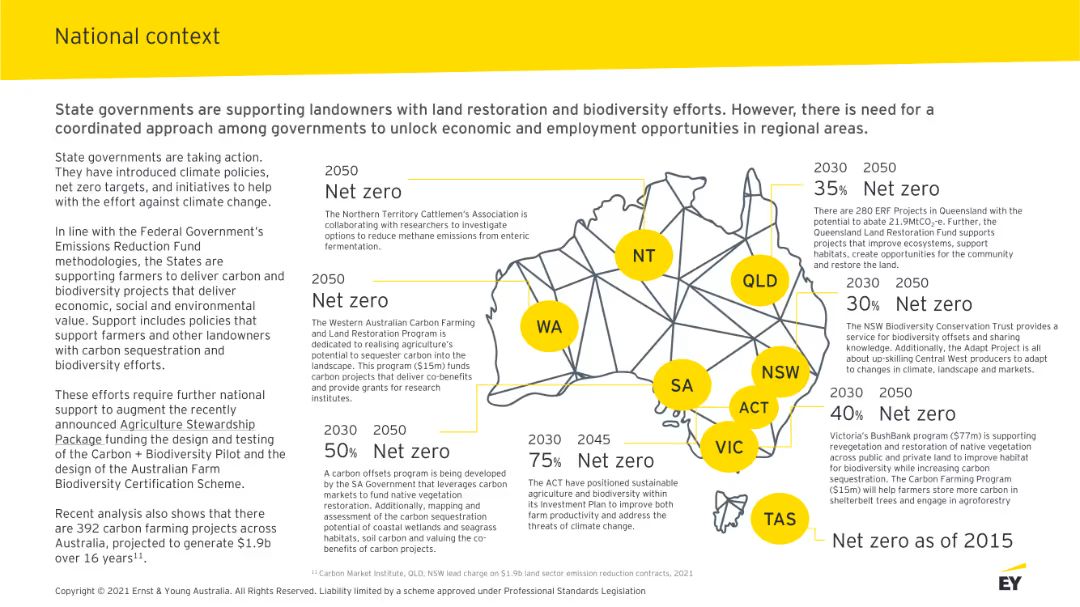 National context
State governments are supporting landowners with land restoration and biodiversity efforts. However, there is need for a
coordinated approach among governments to unlock economic and employment opportunities in regional areas.
State governments are taking action.
They have introduced climate policies,
net zero targets, and initiatives to help
with the effort against climate change.
In line with the Federal Government's
Emissions Reduction Fund
methodologies, the States are
supporting farmers to deliver carbon and
biodiversity projects that deliver
economic, social and environmental
value. Support includes policies that
support farmers and other landowners
with carbon sequestration and
biodiversity efforts.
These efforts require further national
support to augment the recently
announced Agriculture Stewardship
Package funding the design and testing
of the Carbon + Biodiversity Pilot and the
design of the Australian Farm
Biodiversity Certification Scheme.
Recent analysis also shows that there
are 392 carbon farming projects across
Australia, projected to generate $1.9b
over 16 years¹¹.
2050
Net zero
The Northern Territory Cattlemen's Association is
collaborating with researchers to investigate
options to reduce methane emissions from enteric
fermentation.
2050
Net zero
The Western Australian Carbon Farming
and Land Restoration Program is
dedicated to realising agriculture's
potential to sequester carbon into the
landscape. This program ($15m) funds
carbon projects that deliver co-benefits
and provide grants for research
institutes.
2030 2050
50% Net zero
A carbon offsets program is being developed
by the SA Government that leverages carbon
markets to fund native vegetation
restoration. Additionally, mapping and
assessment of the carbon sequestration
potential of coastal wetlands and seagrass
habitats, soil carbon and valuing the co-
benefits of carbon projects.
2030 2045
75% Net zero
The ACT have positioned sustainable
agriculture and biodiversity within
its Investment Plan to improve both
farm productivity and address the
threats of climate change.
NT
QLD
WA
SA
NSW
ACT
VIC
TAS
2030 2050
35% Net zero
There are 280 ERF Projects in Queensland with the
potential to abate 21.9MtCO₂-e. Further, the
Queensland Land Restoration Fund supports
projects that improve ecosystems, support
habitats, create opportunities for the community
and restore the land.
2030 2050
30% Net zero
The NSW Biodiversity Conservation Trust provides a
service for biodiversity offsets and sharing
knowledge. Additionally, the Adapt Project is all
about up-skilling Central West producers to adapt
to changes in climate, landscape and markets.
2030 2050
40% Net zero
Victoria's BushBank program ($77m) is supporting
revegetation and restoration of native vegetation
across public and private land to improve habitat
for biodiversity while increasing carbon
sequestration. The Carbon Farming Program
($15m) will help farmers store more carbon in
shelterbelt trees and engage in agroforestry
Net zero as of 2015
¹¹ Carbon Market Institute, QLD, NSW lead charge on $1.9b land sector emission reduction contracts, 2021
Copyright © 2021 Ernst & Young Australia. All Rights Reserved. Liability limited by a scheme approved under Professional Standards Legislation
EY